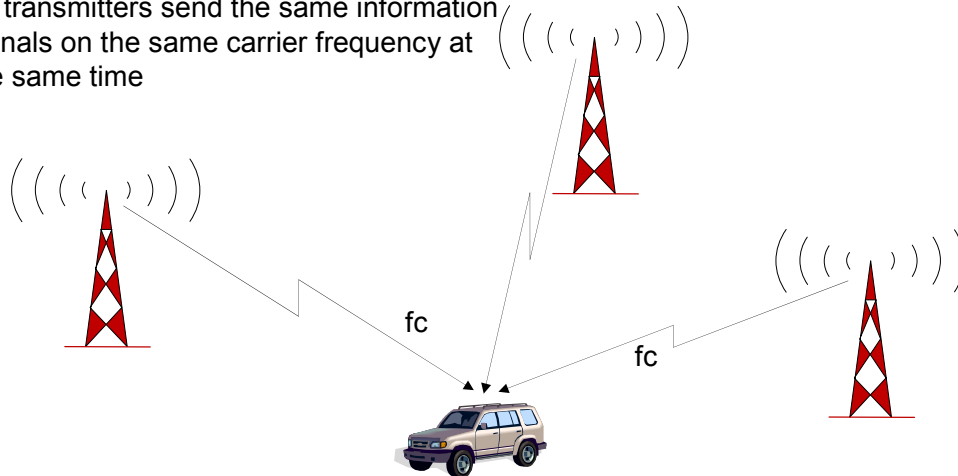 transmitters send the same information
nals on the same carrier frequency at
same time
fc
fc